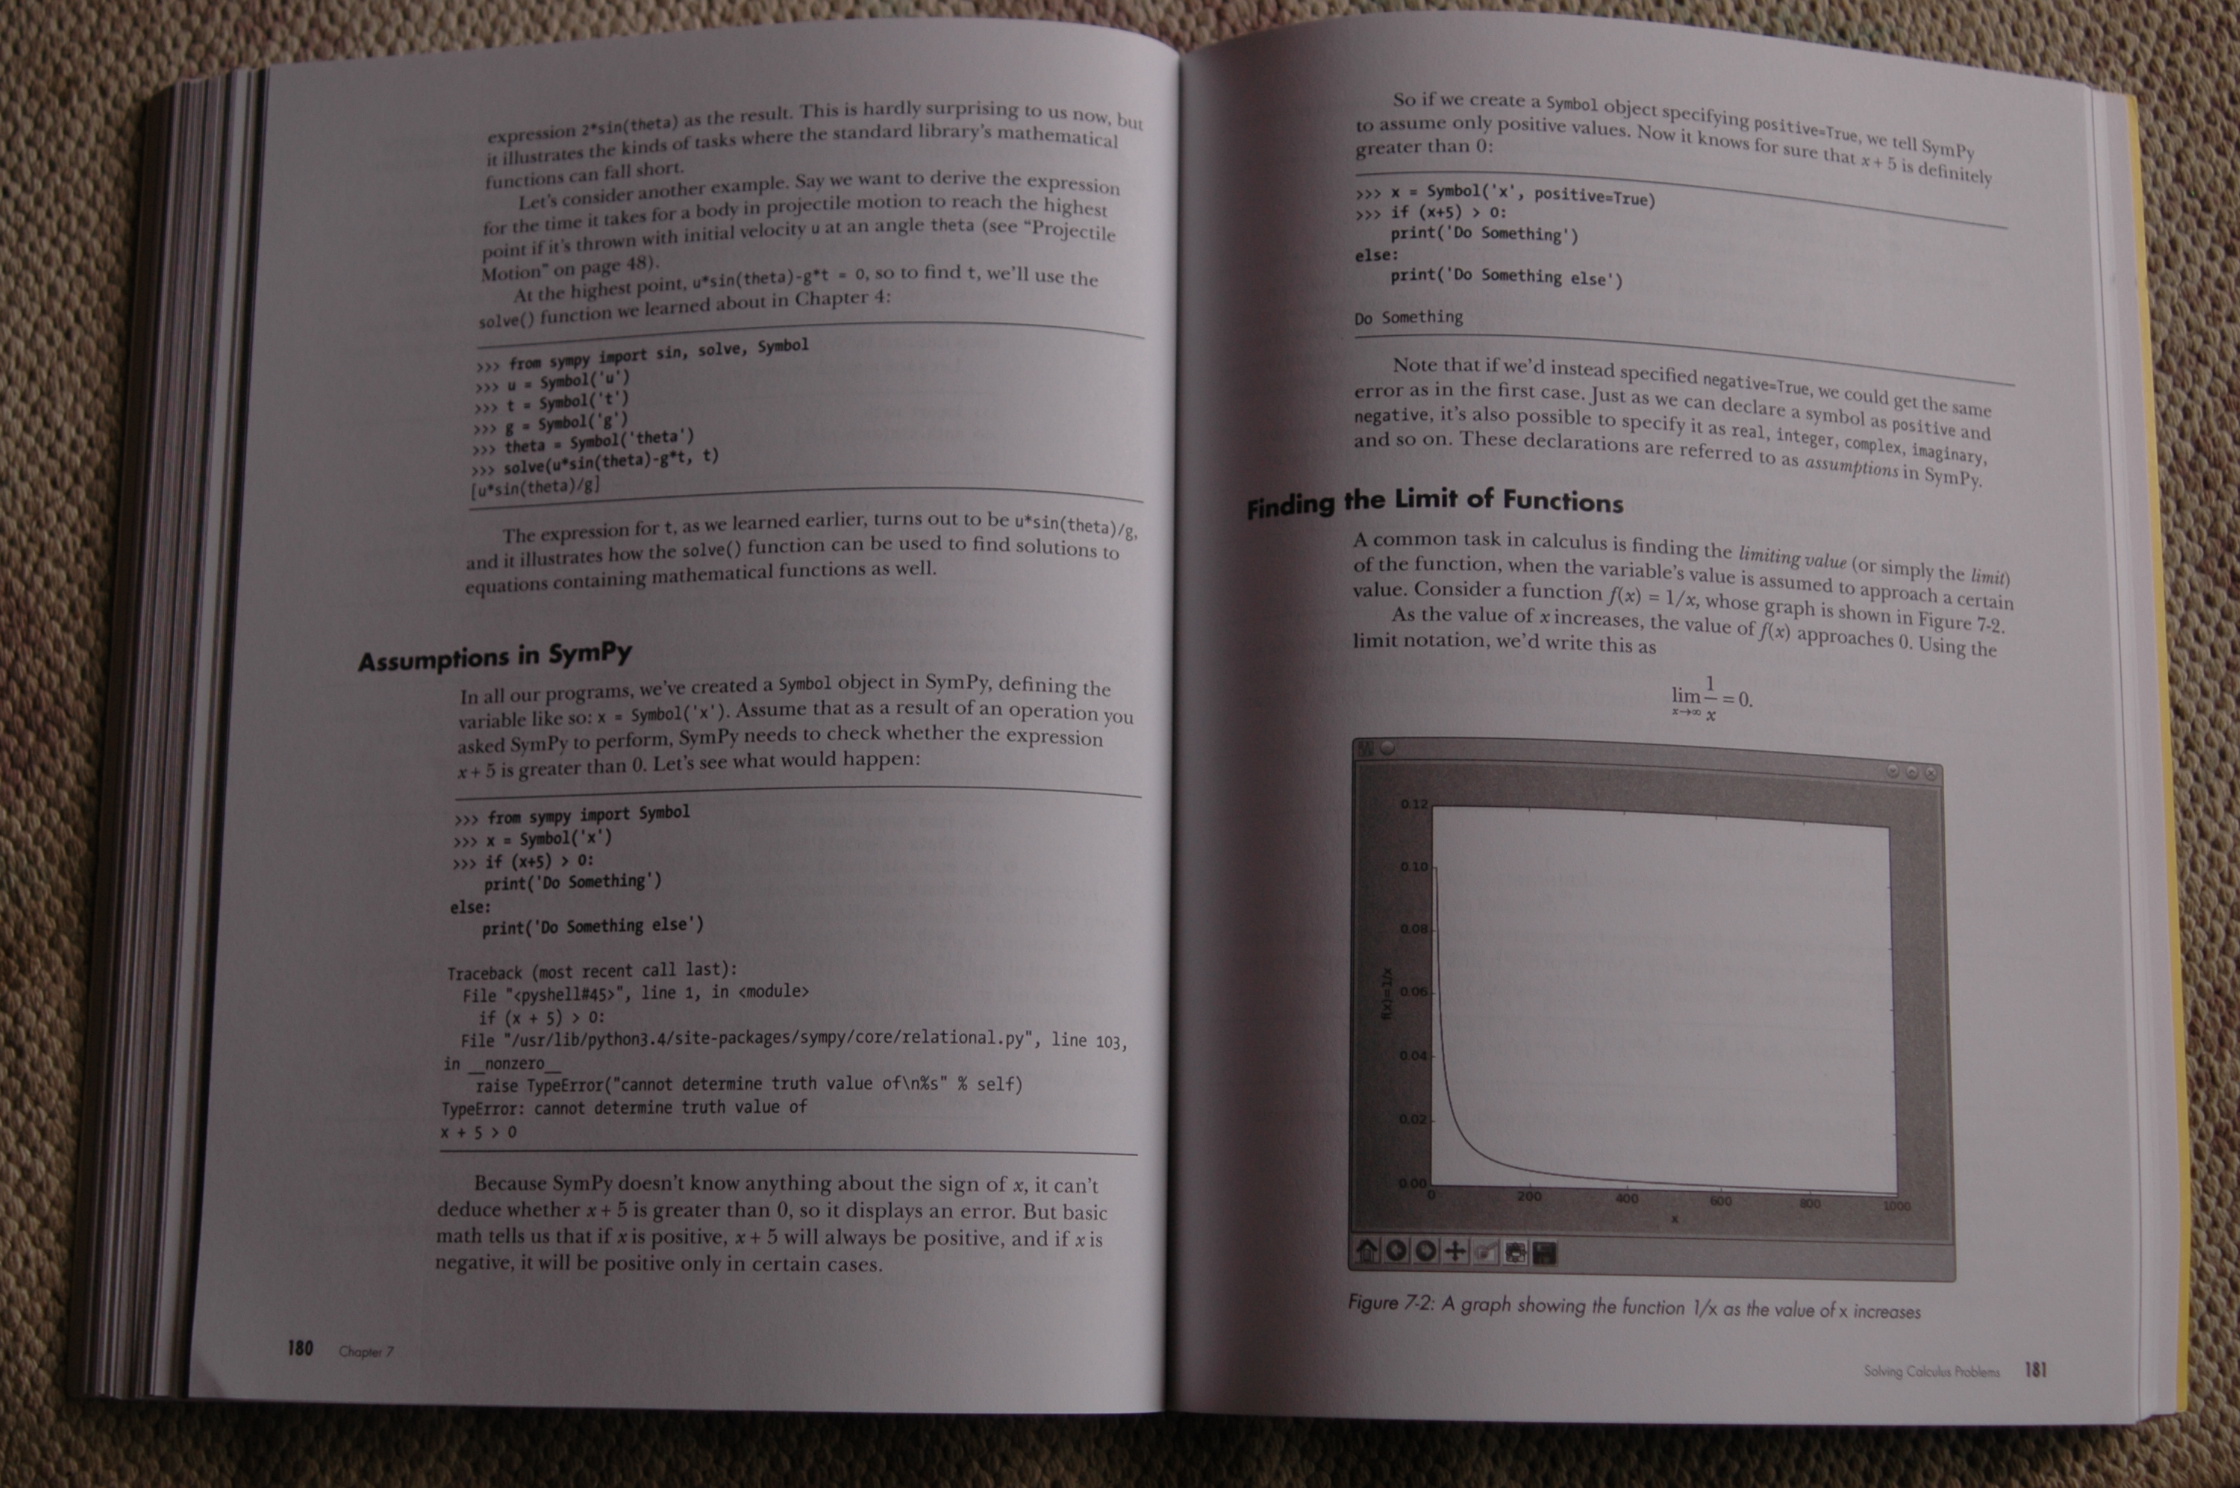 expression 2*sin(theta) as the result. This is hardly surprising to us now, but
it illustrates the kinds of tasks where the standard library's mathematical
functions can fall short.
Let's consider another example. Say we want to derive the expression
for the time it takes for a body in projectile motion to reach the highest
point if it's thrown with initial velocity u at an angle theta (see "Projectile
Motion" on page 48).
At the highest point, u*sin(theta)-g*t = 0, so to find t, we'll use the
solve() function we learned about in Chapter 4:
>>> from sympy import sin, solve, Symbol
>>> u = Symbol('u')
>>> t = Symbol('t')
>>> g = Symbol('g')
>>> theta = Symbol('theta')
>>> solve(u*sin(theta)-g*t, t)
[u*sin(theta)/g]
The expression for t, as we learned earlier, turns out to be u*sin(theta)/g,
and it illustrates how the solve() function can be used to find solutions to
equations containing mathematical functions as well.
Assumptions in SymPy
In all our programs, we've created a Symbol object in SymPy, defining the
variable like so: x = Symbol('x'). Assume that as a result of an operation you
asked SymPy to perform, SymPy needs to check whether the expression
x + 5 is greater than 0. Let's see what would happen:
>>> from sympy import Symbol
>>> x = Symbol('x')
>>> if (x+5) > 0:
print('Do Something')
else:
print('Do Something else')
Traceback (most recent call last):
File "<pyshell#45>", line 1, in <module>
if (x + 5) > 0:
File "/usr/lib/python3.4/site-packages/sympy/core/relational.py", line 103,
in __nonzero__
raise TypeError("cannot determine truth value of\n%s" % self)
TypeError: cannot determine truth value of
x + 5 > 0
Because SymPy doesn't know anything about the sign of x, it can't
deduce whether x + 5 is greater than 0, so it displays an error. But basic
math tells us that if x is positive, x + 5 will always be positive, and if x is
negative, it will be positive only in certain cases.
180 Chapter 7
So if we create a Symbol object specifying positive=True, we tell SymPy
to assume only positive values. Now it knows for sure that x + 5 is definitely
greater than 0:
>>> x = Symbol('x', positive=True)
>>> if (x+5) > 0:
print('Do Something')
else:
print('Do Something else')
Do Something
Note that if we'd instead specified negative=True, we could get the same
error as in the first case. Just as we can declare a symbol as positive and
negative, it's also possible to specify it as real, integer, complex, imaginary,
and so on. These declarations are referred to as assumptions in SymPy.
Finding the Limit of Functions
A common task in calculus is finding the limiting value (or simply the limit)
of the function, when the variable's value is assumed to approach a certain
value. Consider a function f(x) = 1/x, whose graph is shown in Figure 7-2.
As the value of x increases, the value of f(x) approaches 0. Using the
limit notation, we'd write this as
lim x→∞ 1/x = 0.
0.12
0.10
0.08
0.06
0.04
0.02
0.00
f(x)=1/x
0 200 400 600 800 1000
x
Figure 7-2: A graph showing the function 1/x as the value of x increases
Solving Calculus Problems 181